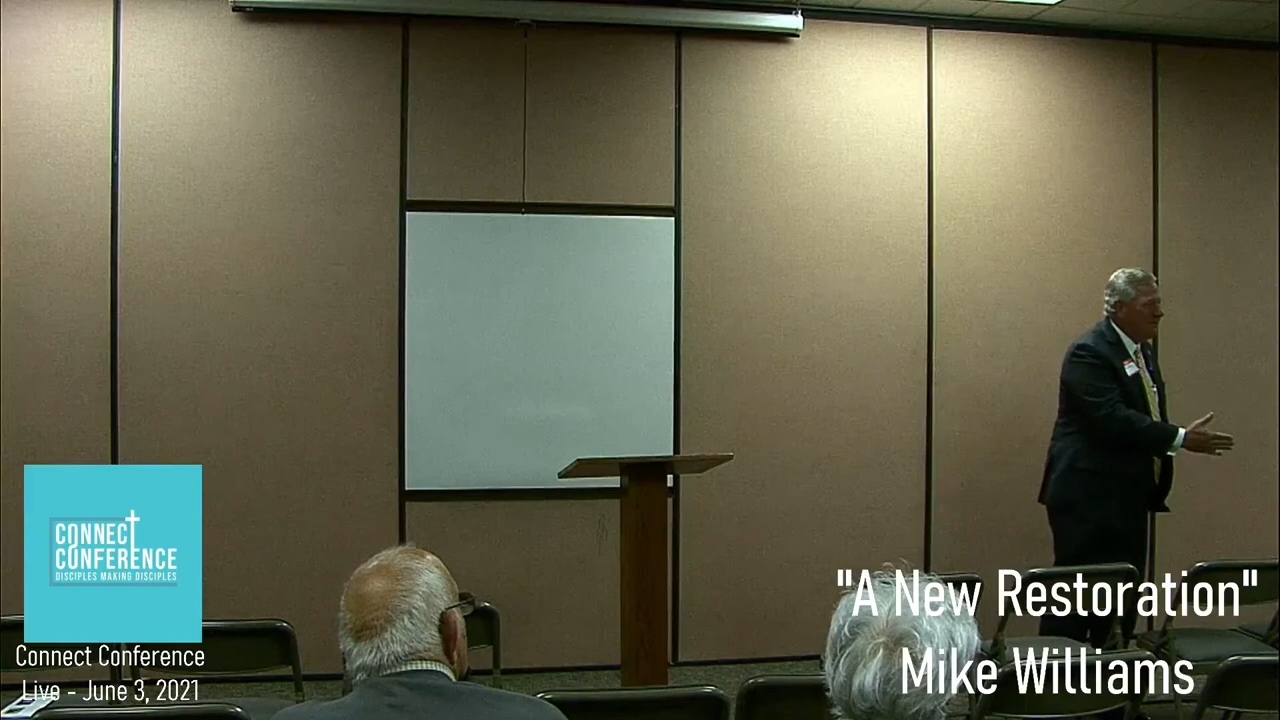 CONNECT
CONFERENCE
DISCIPLES MAKING DISCIPLES
Connect Conference
Live - June 3, 2021
"A New Restoration"
Mike Williams